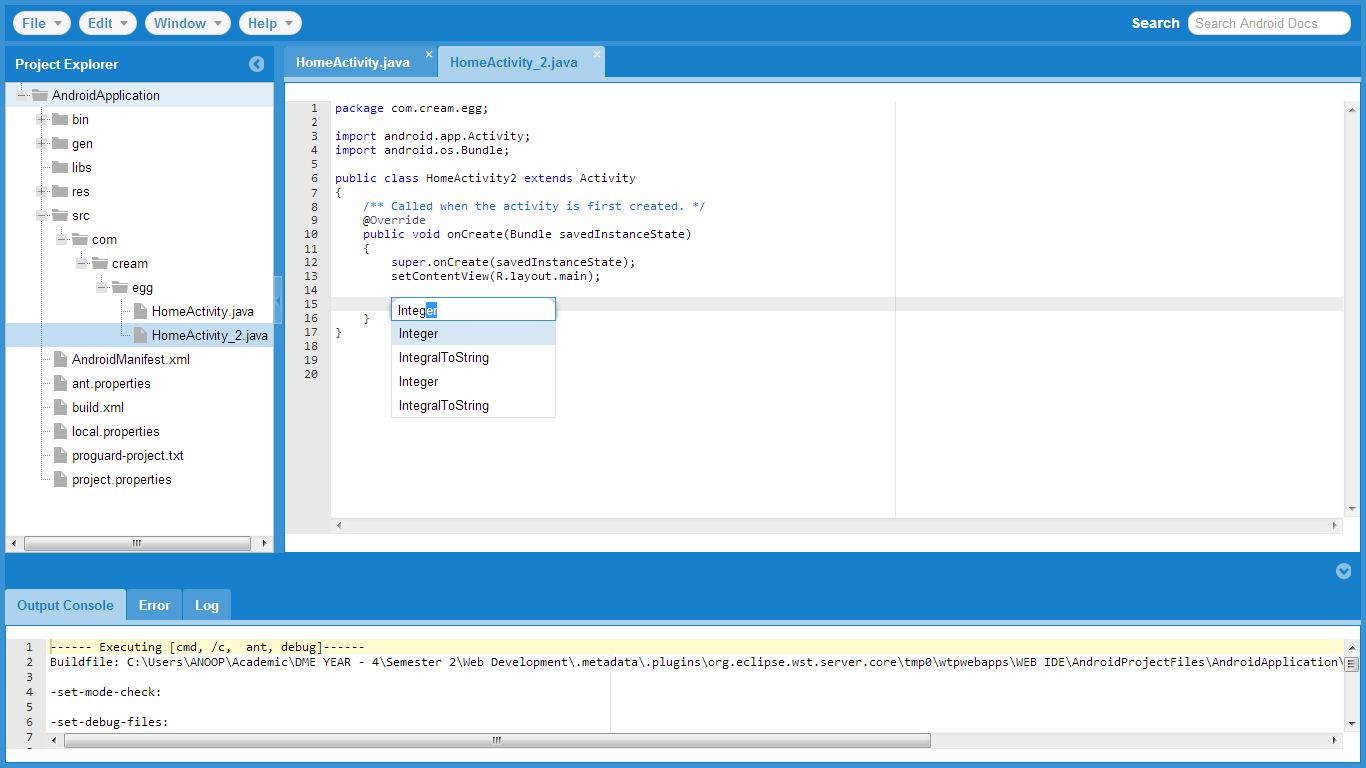 File Edit Window Help Search Search Android Docs
Project Explorer
AndroidApplication
bin
gen
libs
res
src
com
cream
egg
HomeActivity.java
HomeActivity_2.java
AndroidManifest.xml
ant.properties
build.xml
local.properties
proguard-project.txt
project.properties
HomeActivity.java × HomeActivity_2.java ×
1 package com.cream.egg;
2
3 import android.app.Activity;
4 import android.os.Bundle;
5
6 public class HomeActivity2 extends Activity
7 {
8 /** Called when the activity is first created. */
9 @Override
10 public void onCreate(Bundle savedInstanceState)
11 {
12 super.onCreate(savedInstanceState);
13 setContentView(R.layout.main);
14
15 Integer
16 }
17 }
18
19
20
Integer
IntegralToString
Integer
IntegralToString
Output Console Error Log
1 ------ Executing [cmd, /c,  ant, debug]------
2 Buildfile: C:\Users\ANOOP\Academic\DME YEAR - 4\Semester 2\Web Development\.metadata\.plugins\org.eclipse.wst.server.core\tmp0\wtpwebapps\WEB IDE\AndroidProjectFiles\AndroidApplication\
3
4 -set-mode-check:
5
6 -set-debug-files:
7